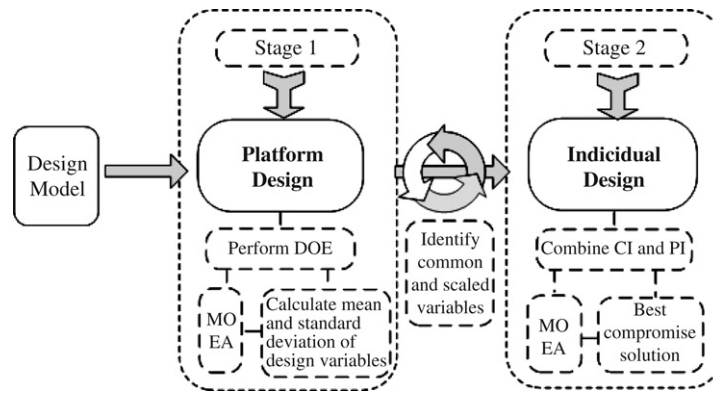 Stage 1
Stage 2
Design
Model
Platform
Design
Indicidual
Design
Perform DOE
Identify
common
and scaled
variables
Combine CI and PI
MO
EA
Calculate mean
and standard
deviation of
design variables
MO
EA
Best
compromise
solution